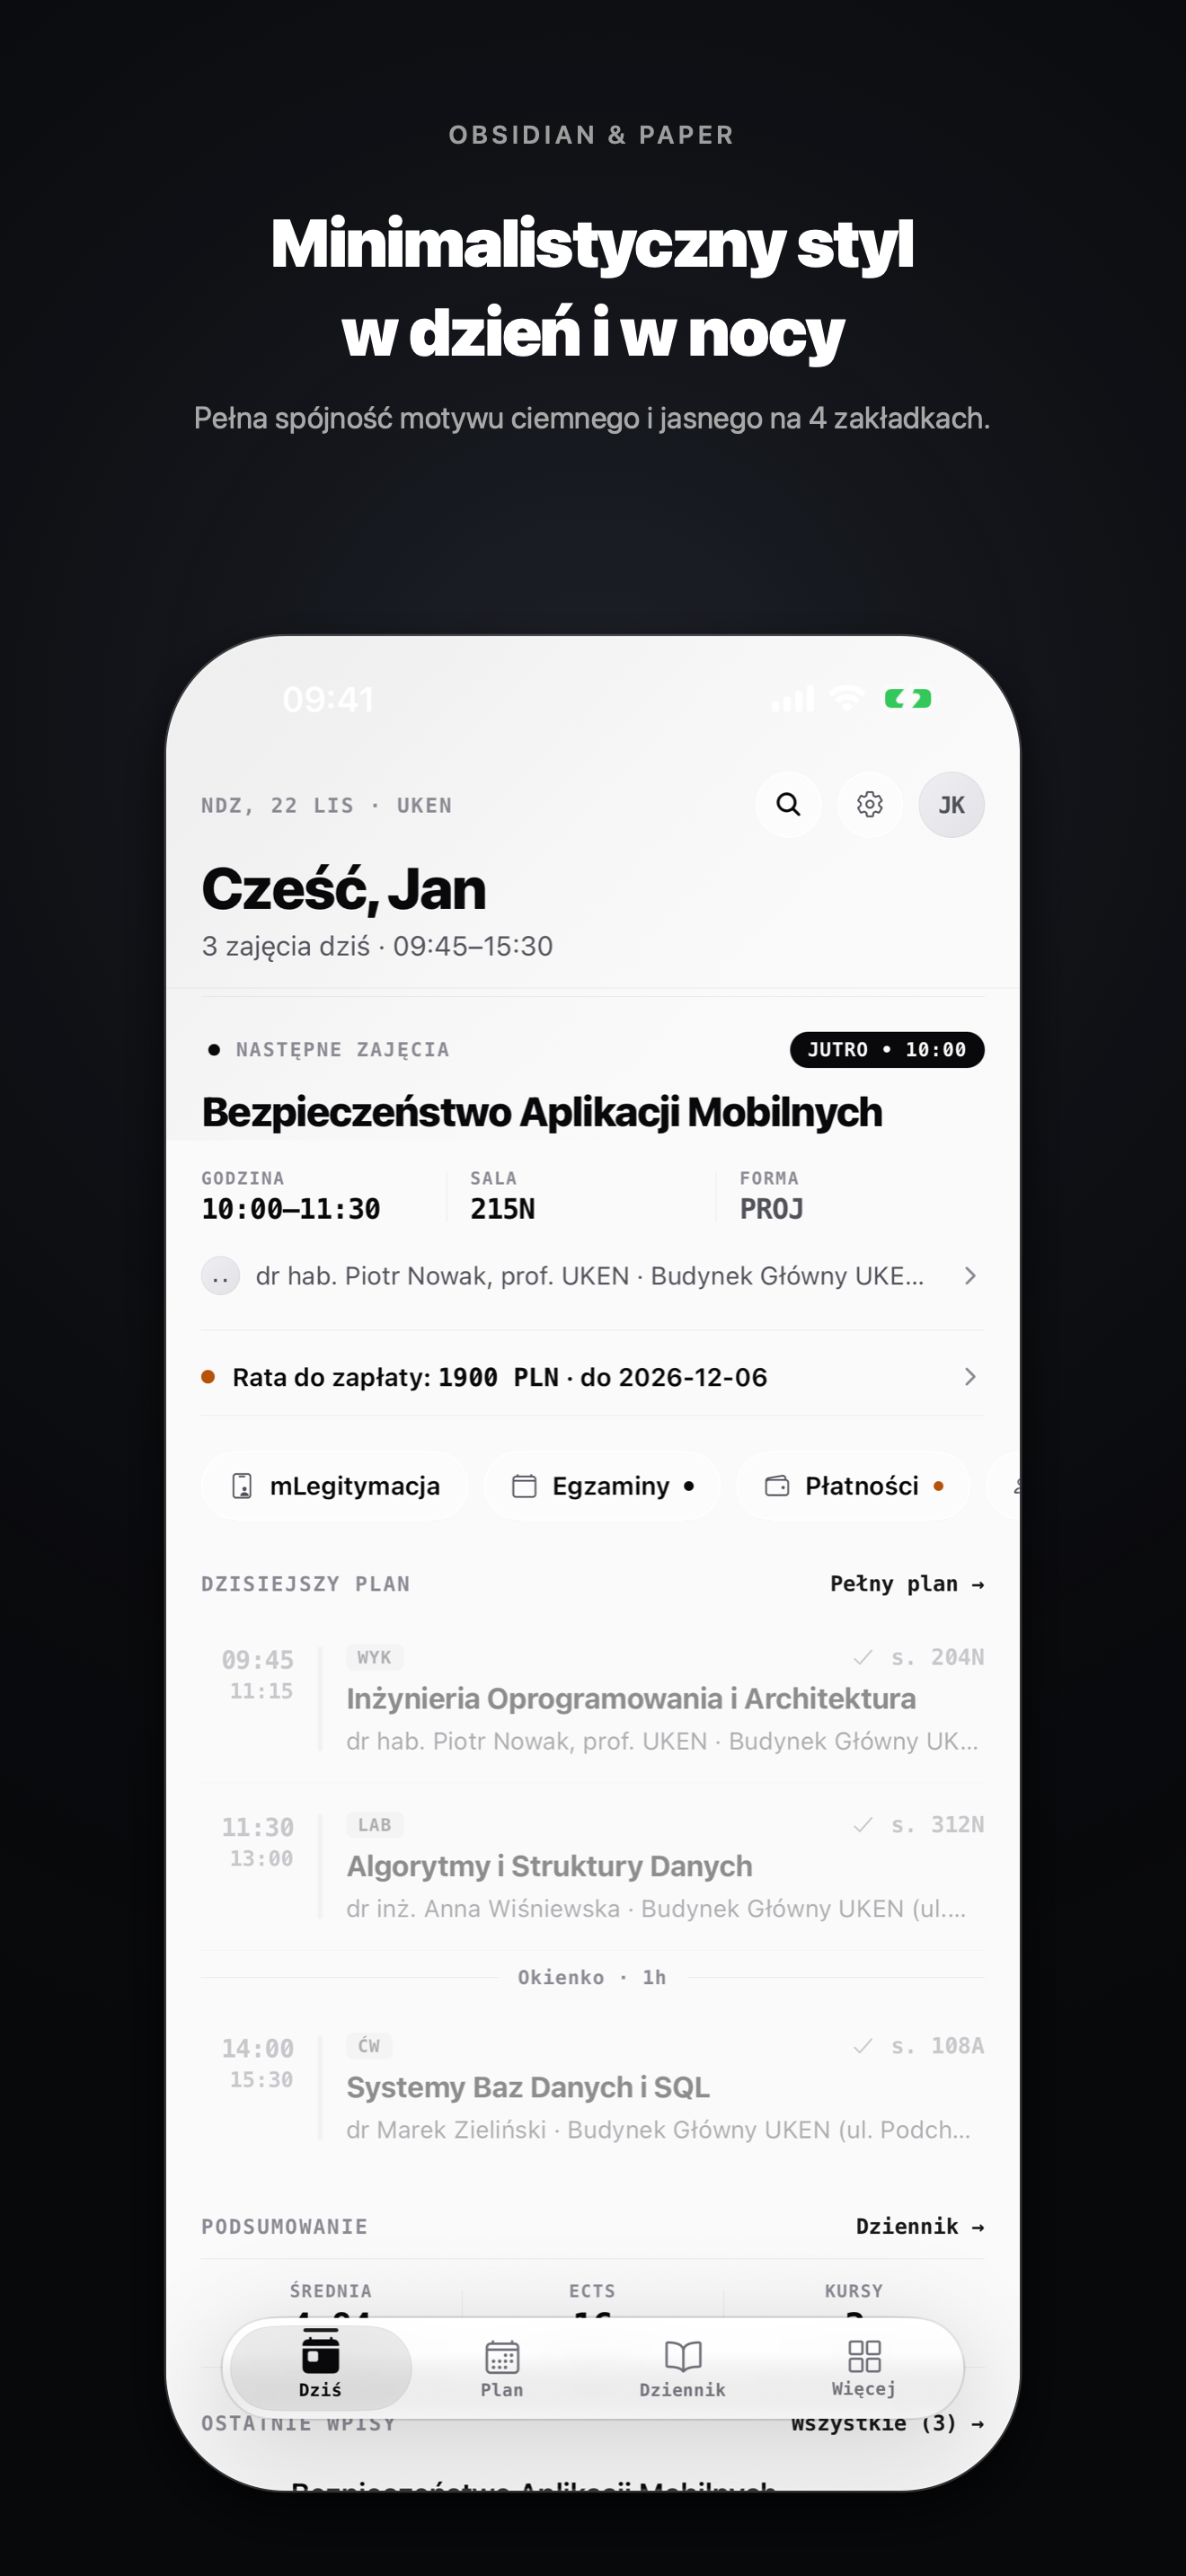 OBSIDIAN & PAPER
Minimalistyczny styl
w dzień i w nocy
Pełna spójność motywu ciemnego i jasnego na 4 zakładkach.
09:41
NDZ, 22 LIS · UKEN
JK
Cześć, Jan
3 zajęcia dziś · 09:45–15:30
NASTĘPNE ZAJĘCIA
JUTRO • 10:00
Bezpieczeństwo Aplikacji Mobilnych
GODZINA SALA FORMA
10:00–11:30 215N PROJ
.. dr hab. Piotr Nowak, prof. UKEN · Budynek Główny UKE...
Rata do zapłaty: 1900 PLN · do 2026-12-06
mLegitymacja Egzaminy Płatności
DZISIEJSZY PLAN Pełny plan →
09:45 WYK s. 204N
11:15 Inżynieria Oprogramowania i Architektura
dr hab. Piotr Nowak, prof. UKEN · Budynek Główny UK...
11:30 LAB s. 312N
13:00 Algorytmy i Struktury Danych
dr inż. Anna Wiśniewska · Budynek Główny UKEN (ul....
Okienko · 1h
14:00 ĆW s. 108A
15:30 Systemy Baz Danych i SQL
dr Marek Zieliński · Budynek Główny UKEN (ul. Podch...
PODSUMOWANIE Dziennik →
ŚREDNIA ECTS KURSY
Dziś Plan Dziennik Więcej
OSTATNIE WPISY Wszystkie (3) →
Bezpieczeństwo Aplikacji Mobilnych